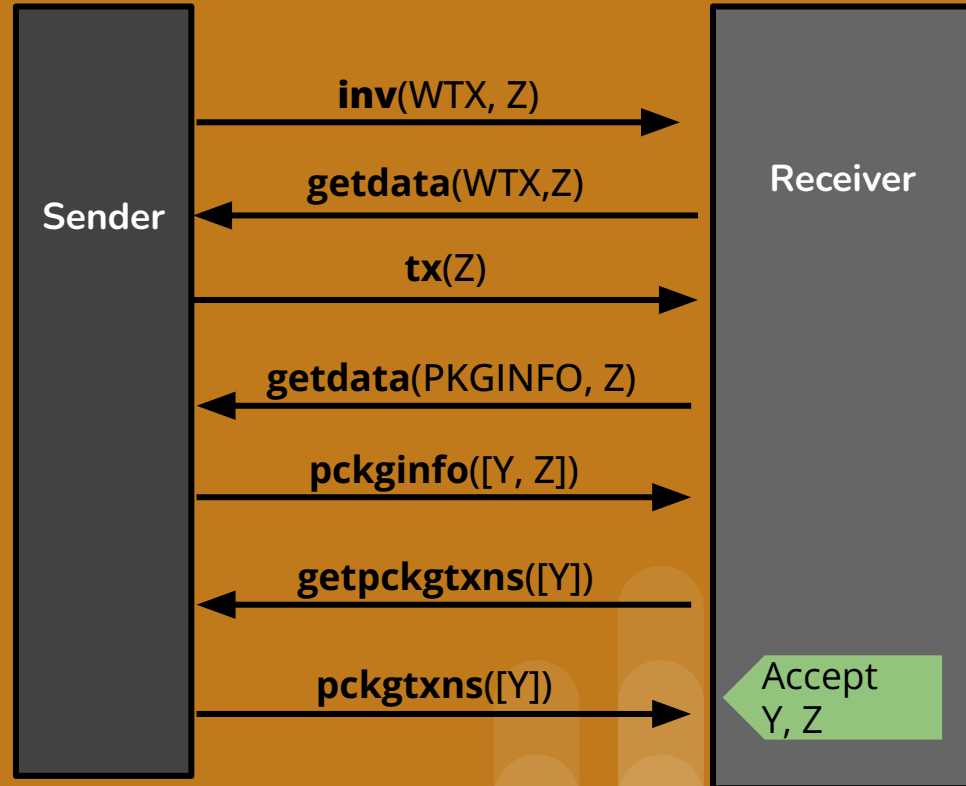 inv(WTX, Z)
Receiver
getdata(WTX,Z)
Sender
tx(Z)
getdata(PKGINFO, Z)
pckginfo([Y, Z])
getpckgtxns([Y])
pckgtxns([Y])
Accept
Y, Z